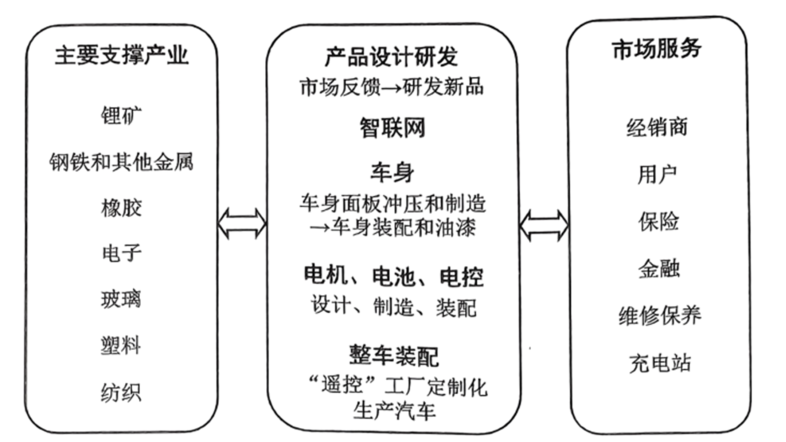 主要支撑产业
锂矿
钢铁和其他金属
橡胶
电子
玻璃
塑料
纺织
产品设计研发
市场反馈→研发新品
智联网
车身
车身面板冲压和制造
→车身装配和油漆
电机、电池、电控
设计、制造、装配
整车装配
“遥控”工厂定制化
生产汽车
市场服务
经销商
用户
保险
金融
维修保养
充电站